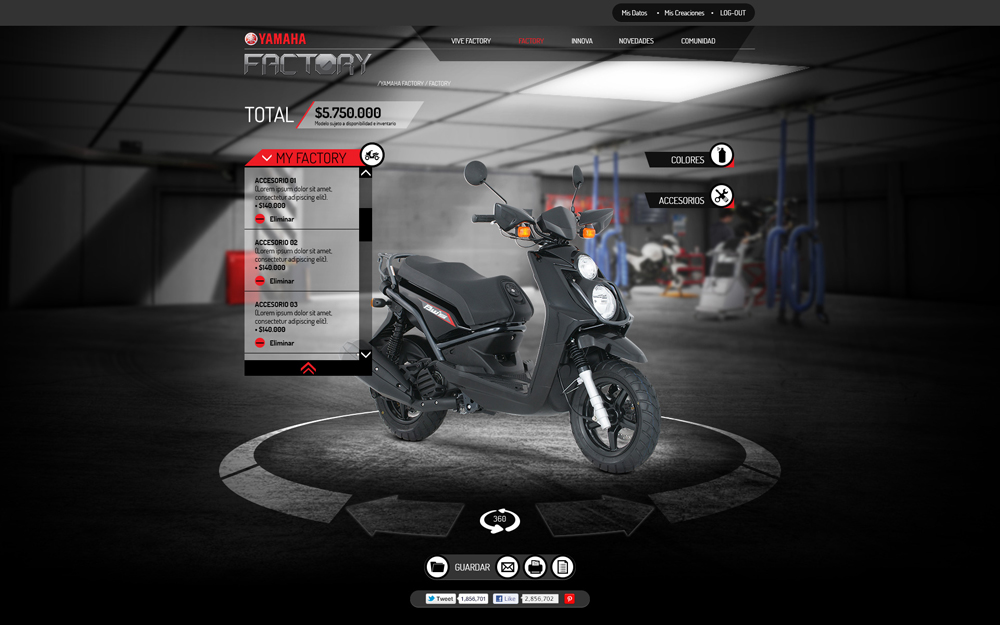 Mis Datos • Mis Creaciones • LOG-OUT
YAMAHA
VIVE FACTORY FACTORY INNOVA NOVEDADES COMUNIDAD
FACTORY
/YAMAHA FACTORY / FACTORY
TOTAL $5.750.000
Modelo sujeto a disponibilidad e inventario
MY FACTORY
COLORES
ACCESORIOS
ACCESORIO 01
(Lorem ipsum dolor sit amet,
consectetur adipiscing elit).
• $140.000
Eliminar
ACCESORIO 02
(Lorem ipsum dolor sit amet,
consectetur adipiscing elit).
• $140.000
Eliminar
ACCESORIO 03
(Lorem ipsum dolor sit amet,
consectetur adipiscing elit).
• $140.000
Eliminar
360
GUARDAR
Tweet 1,856,701 Like 2,856,702